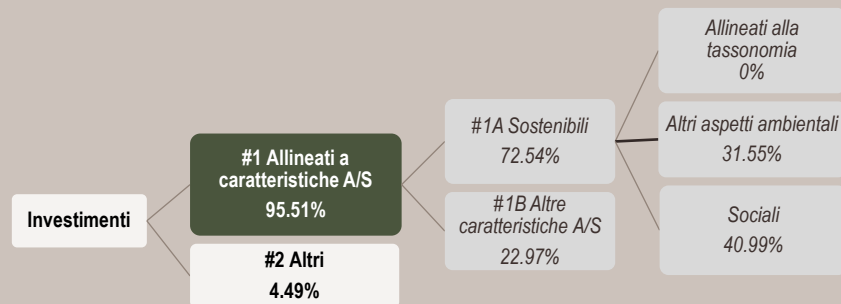 Investimenti
#1 Allineati a
caratteristiche A/S
95.51%
#2 Altri
4.49%
#1A Sostenibili
72.54%
#1B Altre
caratteristiche A/S
22.97%
Allineati alla
tassonomia
0%
Altri aspetti ambientali
31.55%
Sociali
40.99%